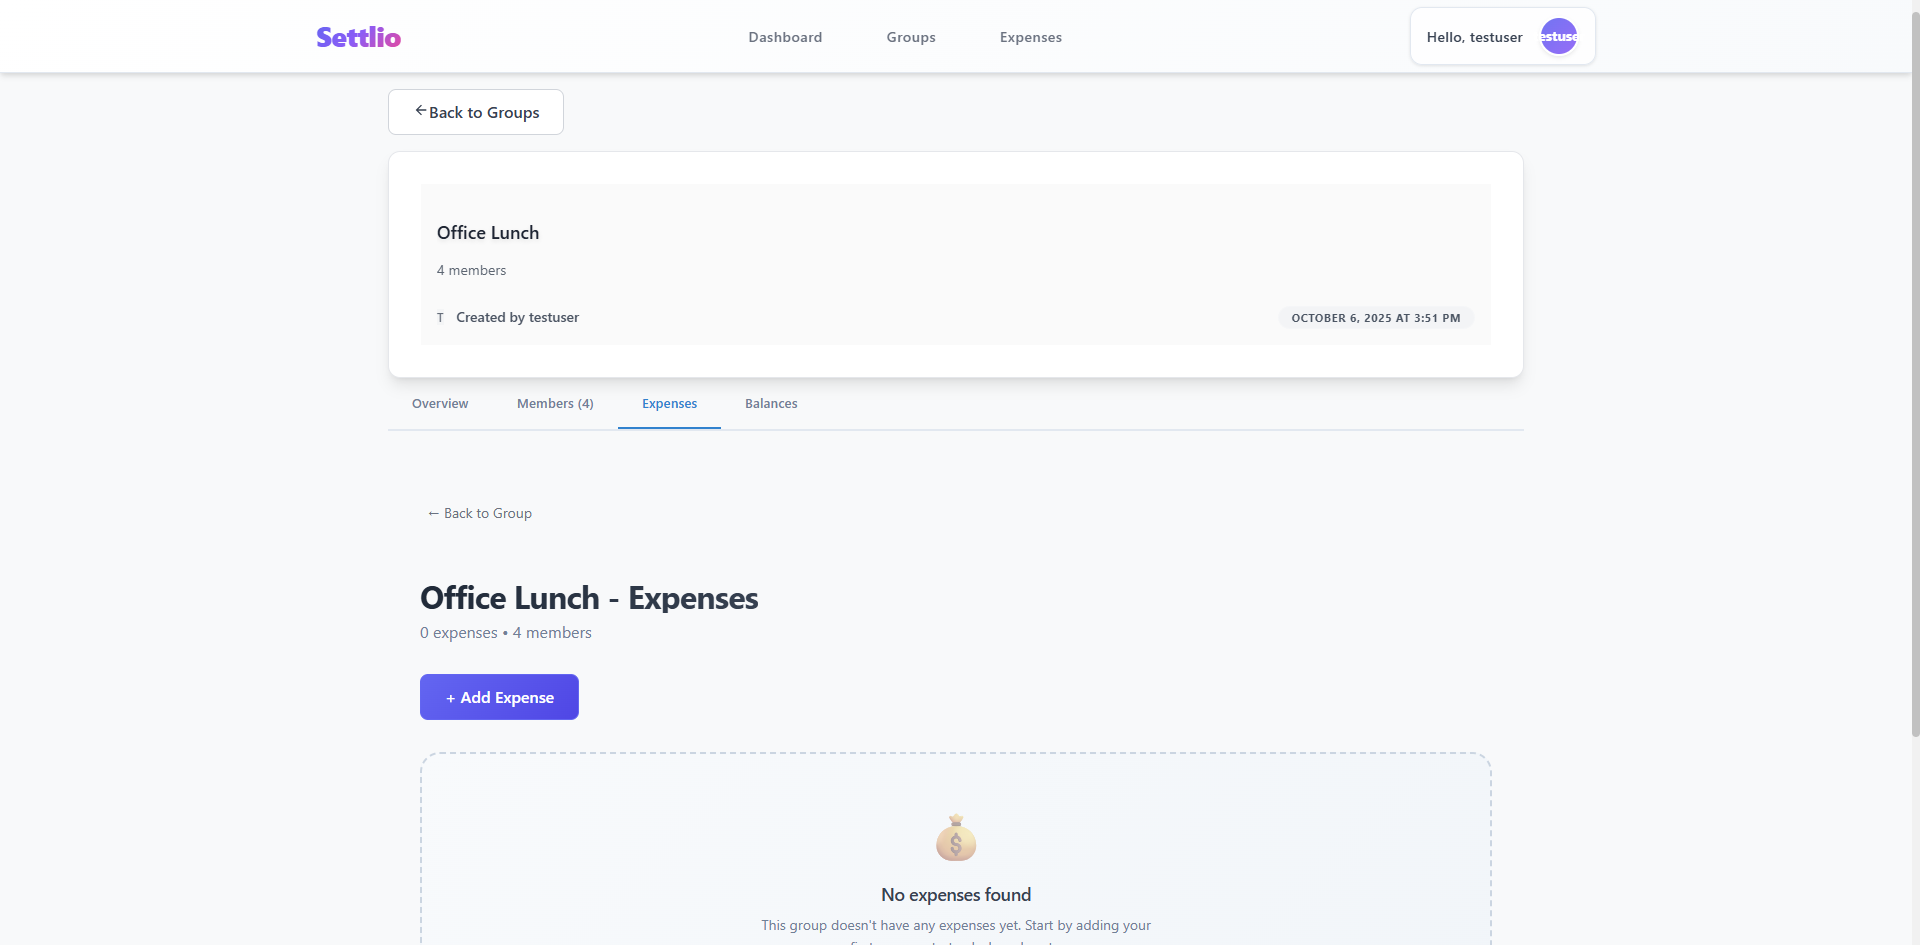 Settlio
Dashboard
Groups
Expenses
Hello, testuser
estuse
← Back to Groups
Office Lunch
4 members
T
Created by testuser
OCTOBER 6, 2025 AT 3:51 PM
Overview
Members (4)
Expenses
Balances
← Back to Group
Office Lunch - Expenses
0 expenses • 4 members
+ Add Expense
$
No expenses found
This group doesn't have any expenses yet. Start by adding your